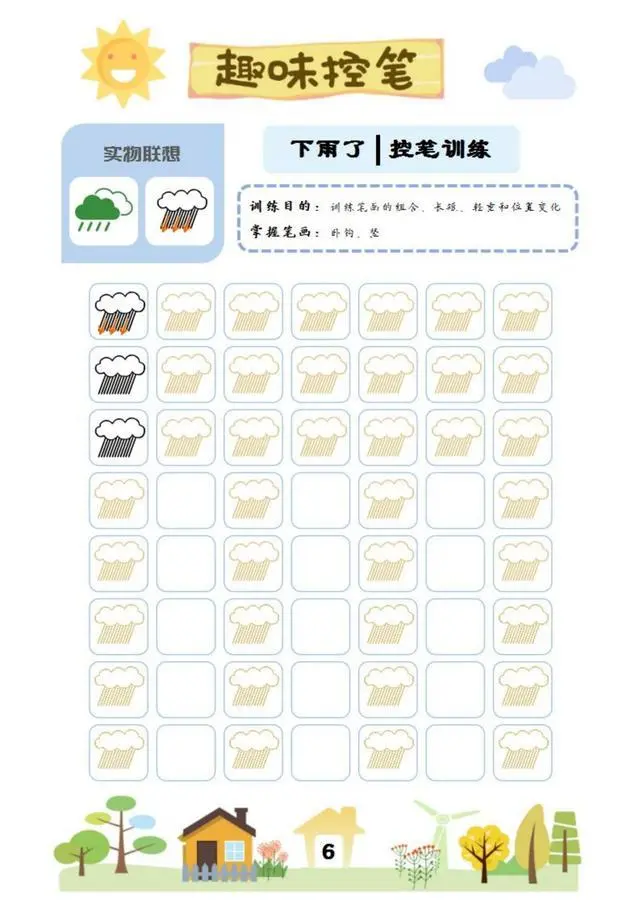 趣味控笔
实物联想
下雨了|控笔训练
训练目的：训练笔画的组合、长短、轻重和位置变化
掌握笔画：卧钩、竖
6